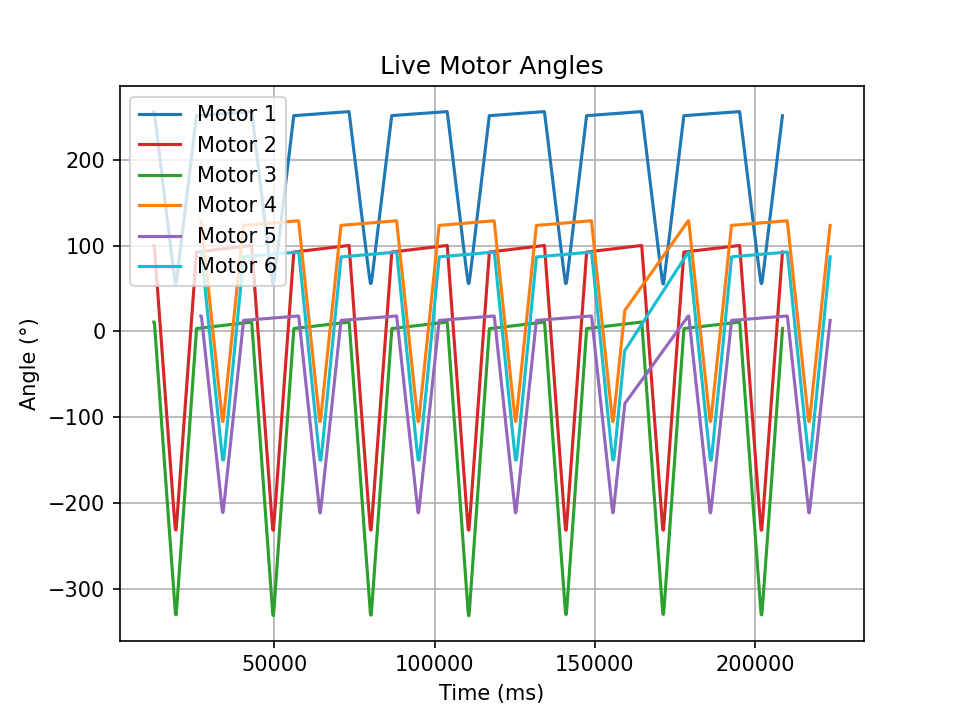 Live Motor Angles
Motor 1
Motor 2
Motor 3
Motor 4
Motor 5
Motor 6
200
100
0
−100
−200
−300
Angle (°)
50000 100000 150000 200000
Time (ms)